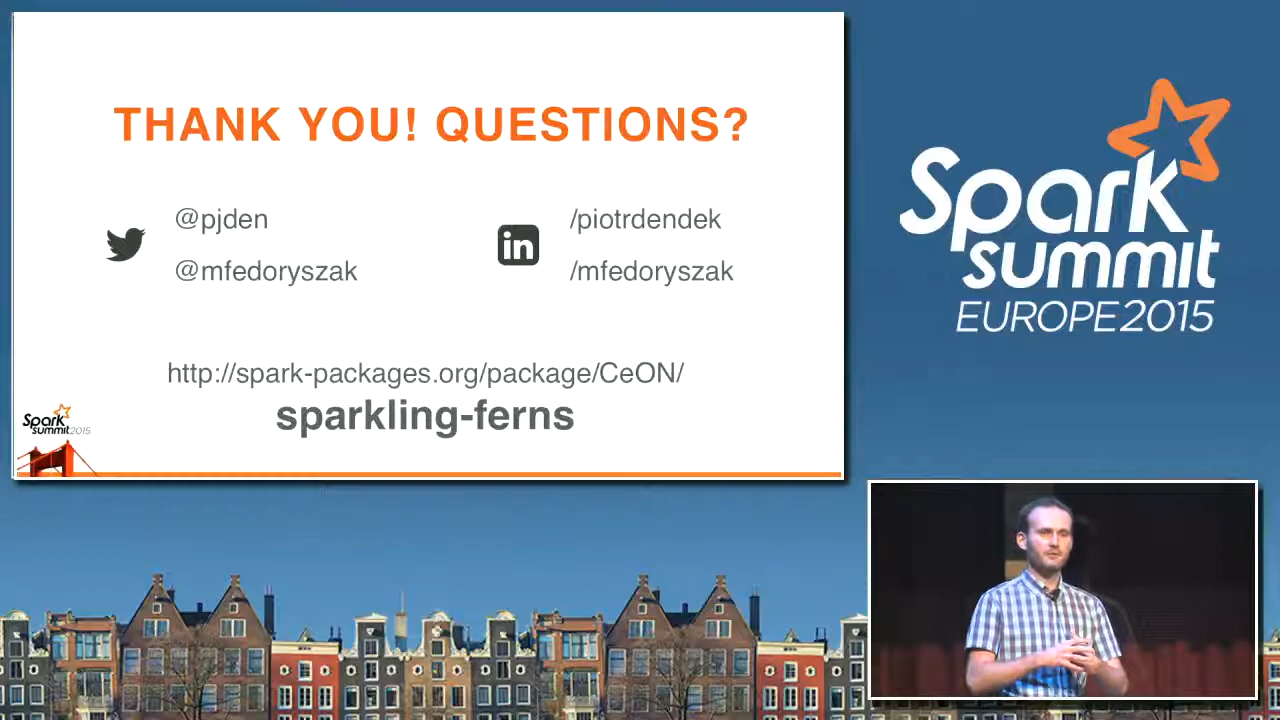 THANK YOU! QUESTIONS?
@pjden
/piotrdendek
@mfedoryszak
/mfedoryszak
in
http://spark-packages.org/package/CeON/
sparkling-ferns
Spark
summit 2015
Spark
summit
EUROPE 2015